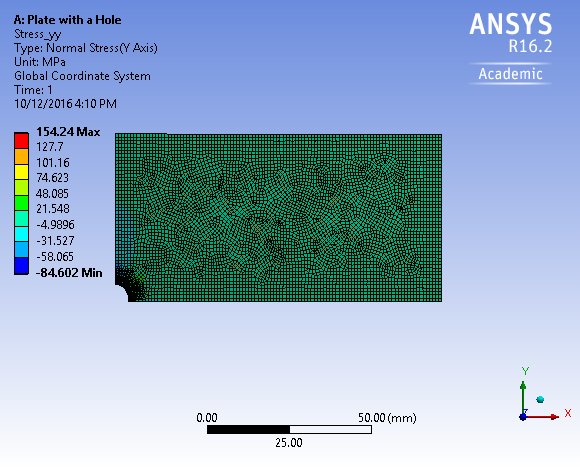 A: Plate with a Hole
Stress_yy
Type: Normal Stress(Y Axis)
Unit: MPa
Global Coordinate System
Time: 1
10/12/2016 4:10 PM
ANSYS
R16.2
Academic
154.24 Max
127.7
101.16
74.623
48.085
21.548
-4.9896
-31.527
-58.065
-84.602 Min
0.00
50.00 (mm)
25.00
Y
Z
X